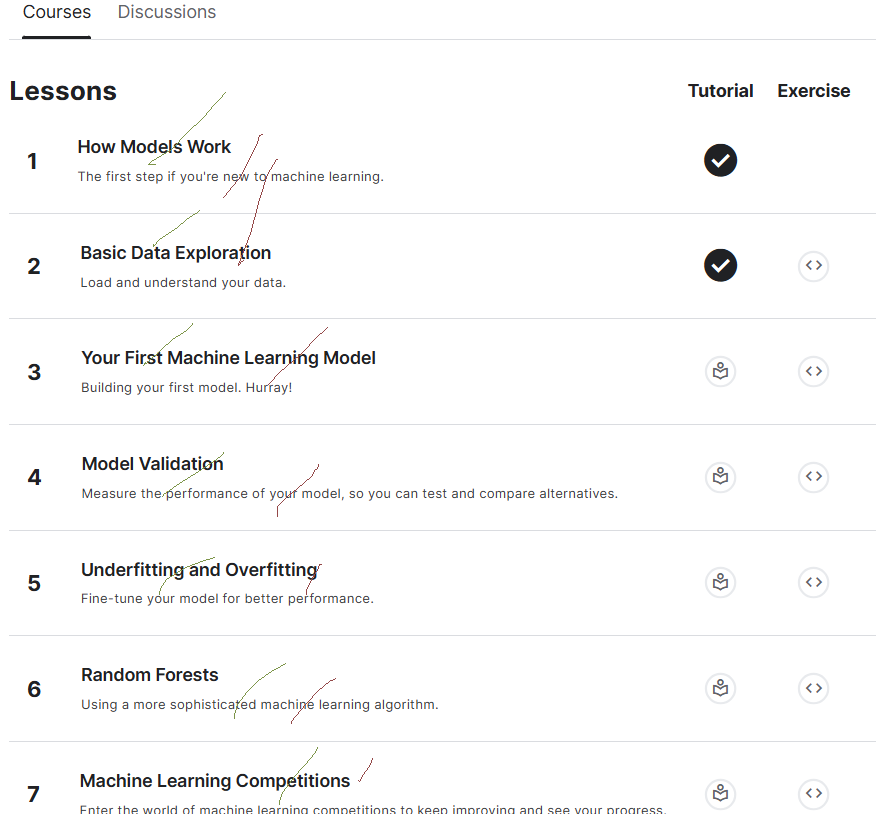 Courses Discussions
Lessons Tutorial Exercise
1 How Models Work
The first step if you're new to machine learning.
2 Basic Data Exploration
Load and understand your data.
3 Your First Machine Learning Model
Building your first model. Hurray!
4 Model Validation
Measure the performance of your model, so you can test and compare alternatives.
5 Underfitting and Overfitting
Fine-tune your model for better performance.
6 Random Forests
Using a more sophisticated machine learning algorithm.
7 Machine Learning Competitions
Enter the world of machine learning competitions to keep improving and see your progress.